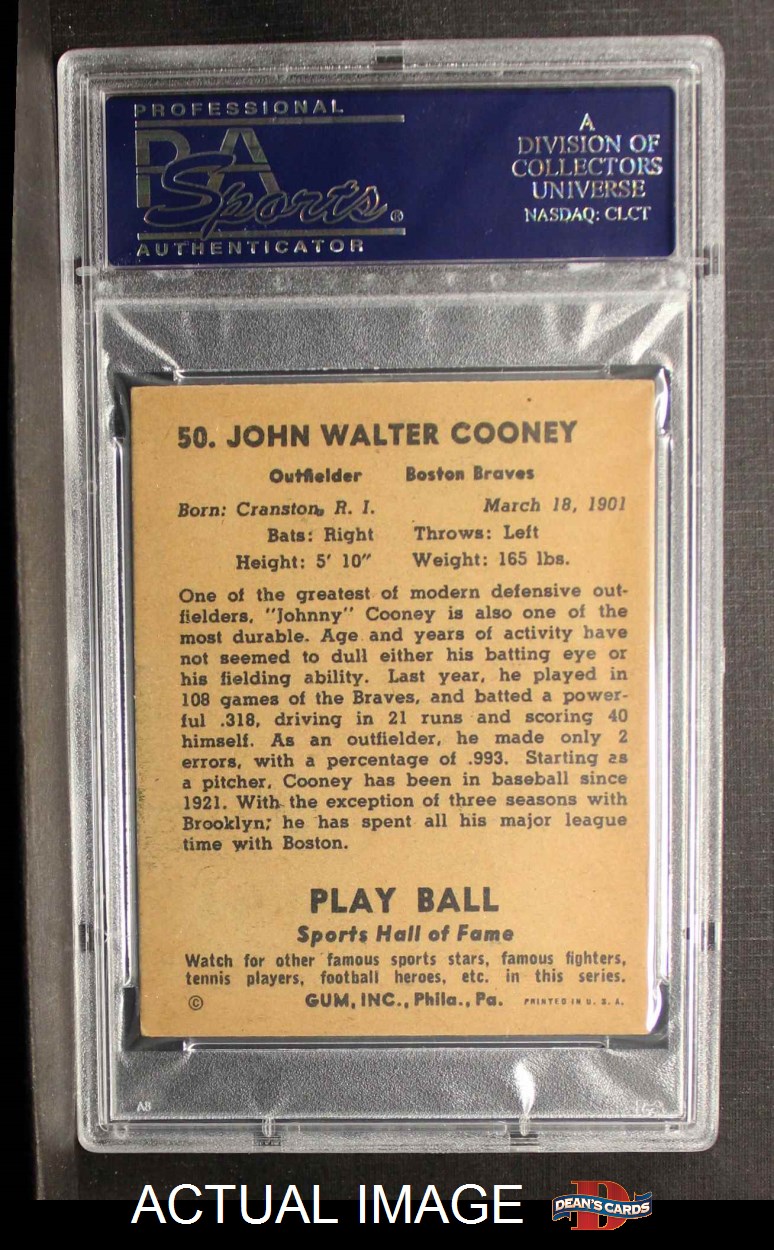 PROFESSIONAL
PSA
Sports®
AUTHENTICATOR
A
DIVISION OF
COLLECTORS
UNIVERSE
NASDAQ: CLCT
50. JOHN WALTER COONEY
Outfielder Boston Braves
Born: Cranston, R. I. March 18, 1901
Bats: Right Throws: Left
Height: 5' 10" Weight: 165 lbs.
One of the greatest of modern defensive out-
fielders, "Johnny" Cooney is also one of the
most durable. Age and years of activity have
not seemed to dull either his batting eye or
his fielding ability. Last year, he played in
108 games of the Braves, and batted a power-
ful .318, driving in 21 runs and scoring 40
himself. As an outfielder, he made only 2
errors, with a percentage of .993. Starting as
a pitcher, Cooney has been in baseball since
1921. With the exception of three seasons with
Brooklyn; he has spent all his major league
time with Boston.
PLAY BALL
Sports Hall of Fame
Watch for other famous sports stars, famous fighters,
tennis players, football heroes, etc. in this series.
© GUM, INC., Phila., Pa. PRINTED IN U. S. A.
A8
ACTUAL IMAGE
DEAN'S CARDS